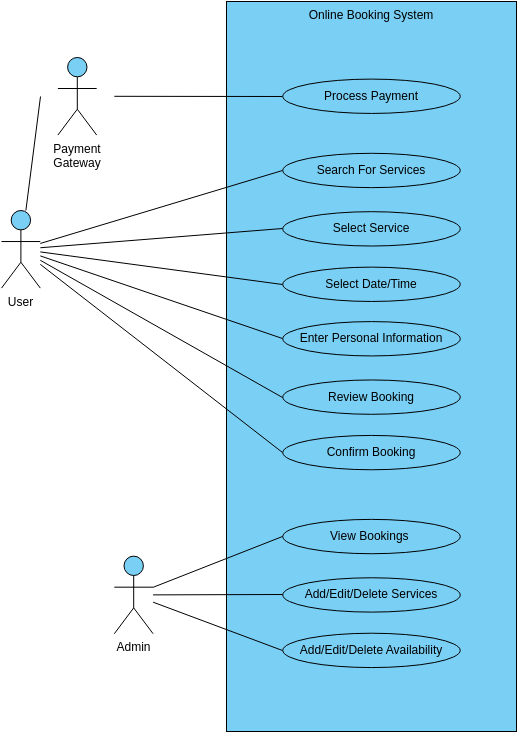 Online Booking System
Process Payment
Payment
Gateway
Search For Services
Select Service
Select Date/Time
User
Enter Personal Information
Review Booking
Confirm Booking
View Bookings
Add/Edit/Delete Services
Admin
Add/Edit/Delete Availability